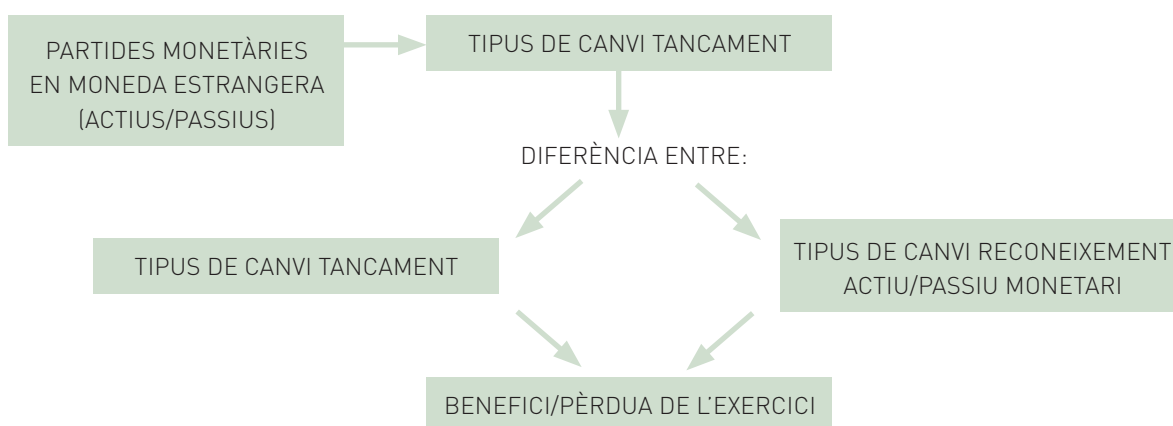 PARTIDES MONETÀRIES
EN MONEDA ESTRANGERA
(ACTIUS/PASSIUS)
TIPUS DE CANVI TANCAMENT
DIFERÈNCIA ENTRE:
TIPUS DE CANVI TANCAMENT
TIPUS DE CANVI RECONEIXEMENT
ACTIU/PASSIU MONETARI
BENEFICI/PÈRDUA DE L'EXERCICI